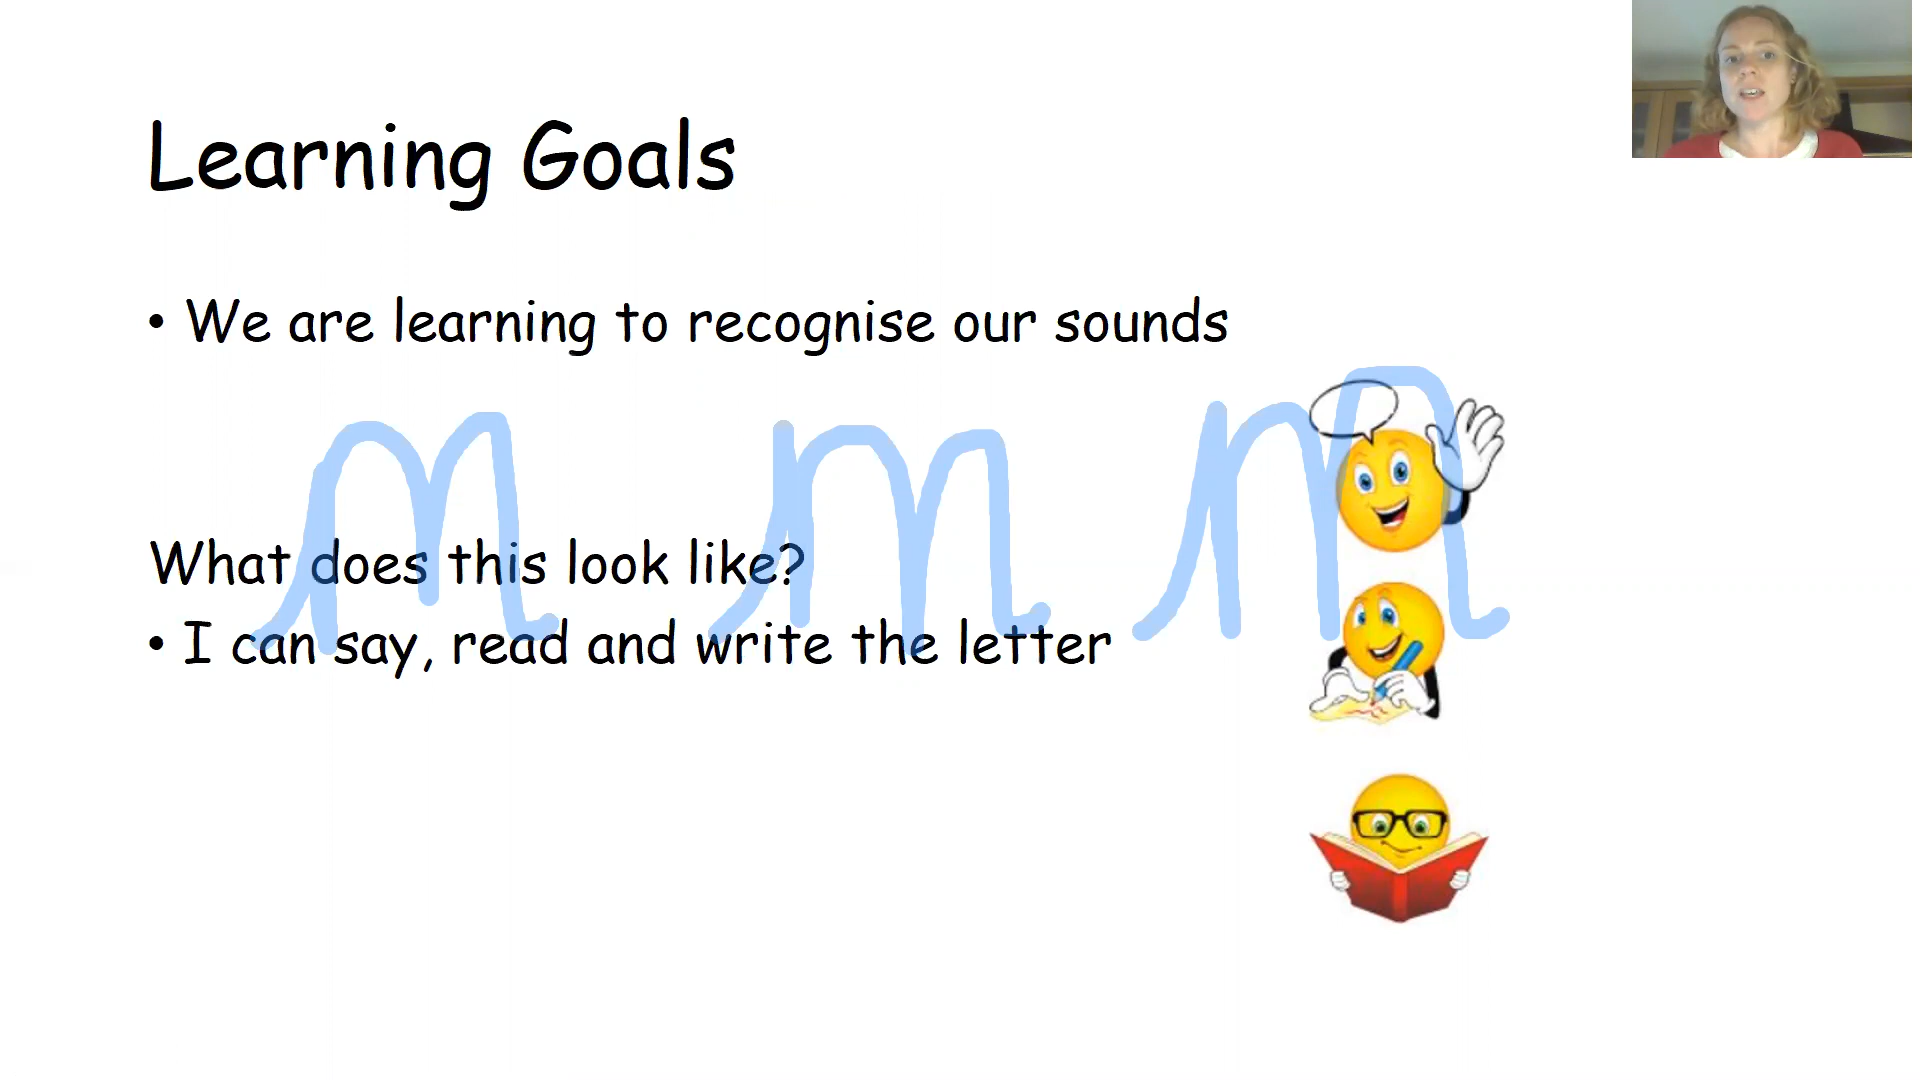 Learning Goals
• We are learning to recognise our sounds
m m m
What does this look like?
• I can say, read and write the letter